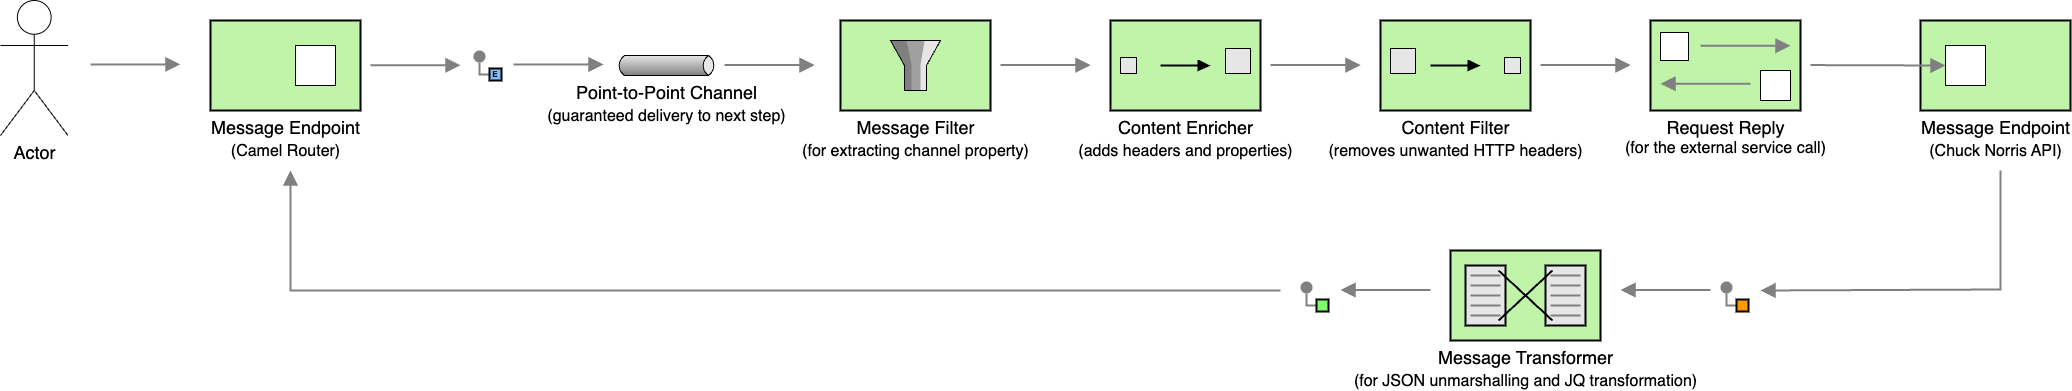 Actor
Message Endpoint
(Camel Router)
E
Point-to-Point Channel
(guaranteed delivery to next step)
Message Filter
(for extracting channel property)
Content Enricher
(adds headers and properties)
Content Filter
(removes unwanted HTTP headers)
Request Reply
(for the external service call)
Message Endpoint
(Chuck Norris API)
Message Transformer
(for JSON unmarshalling and JQ transformation)